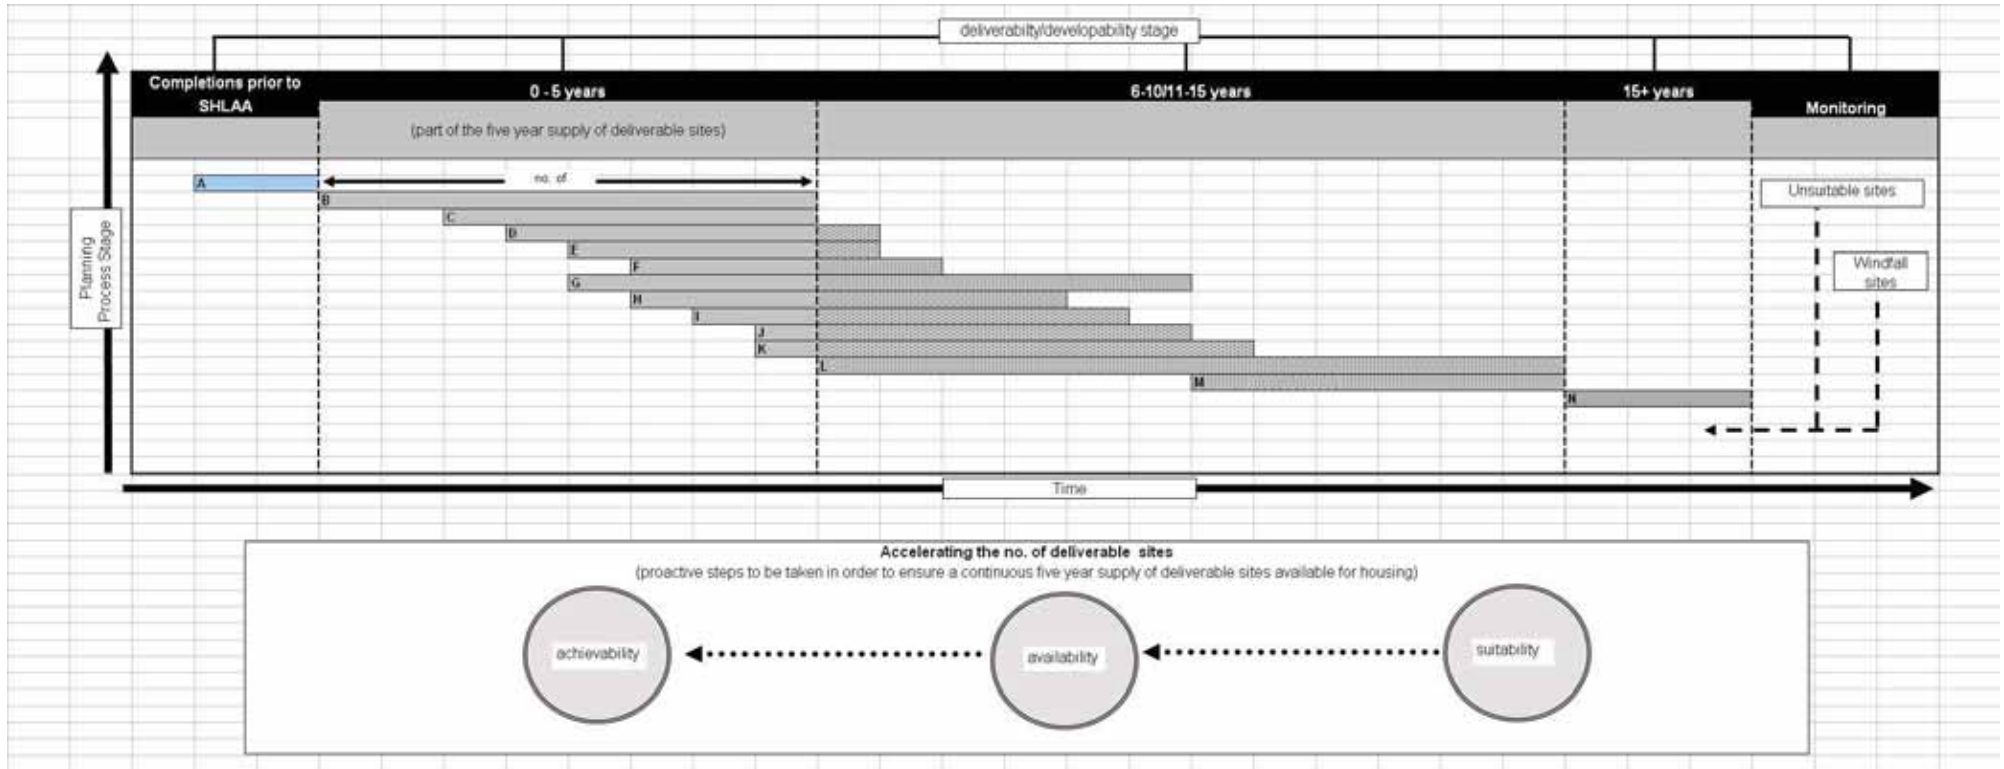 deliverabilty/developability stage
Completions prior to
SHLAA
0 - 5 years
6-10/11-15 years
15+ years
Monitoring
(part of the five year supply of deliverable sites)
A
no. of
B
C
D
E
F
G
H
I
J
K
L
M
N
Unsuitable sites
Windfall
sites
Planning
Process Stage
Time
Accelerating the no. of deliverable sites
(proactive steps to be taken in order to ensure a continuous five year supply of deliverable sites available for housing)
achievability
availability
suitability